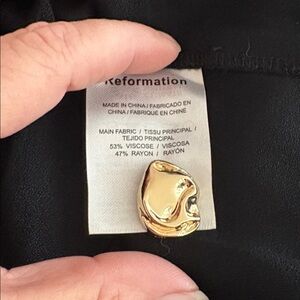 Reformation
MADE IN CHINA / FABRICADO EN
CHINA / FABRIQUÉ EN CHINE
MAIN FABRIC / TISSU PRINCIPAL /
TEJIDO PRINCIPAL
53% VISCOSE / VISCOSA
47% RAYON / RAYÓN